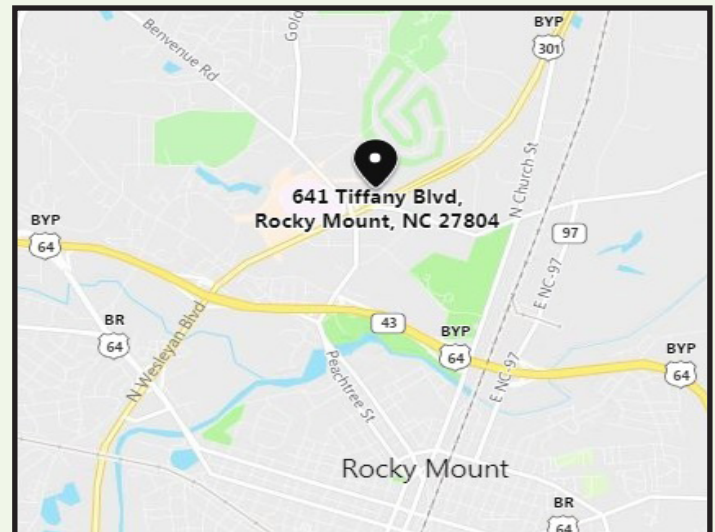 Benvenue Rd
Gold
BYP
301
641 Tiffany Blvd,
Rocky Mount, NC 27804
N Church St
BYP
64
97
E NC-97
BR
64
N Wesleyan Blvd
43
BYP
64
Peachtree St
E NC-97
BYP
64
Rocky Mount
BR
64